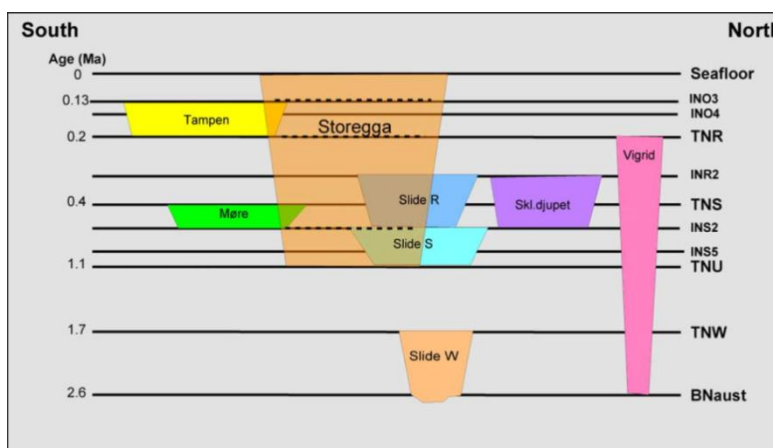 South North
Age (Ma)
0 Seafloor
0.13 INO3
INO4
Tampen
Storegga
0.2 TNR
Vigrid
INR2
Slide R
Skl.djupet
0.4 TNS
Møre
INS2
Slide S
INS5
1.1 TNU
1.7 TNW
Slide W
2.6 BNaust